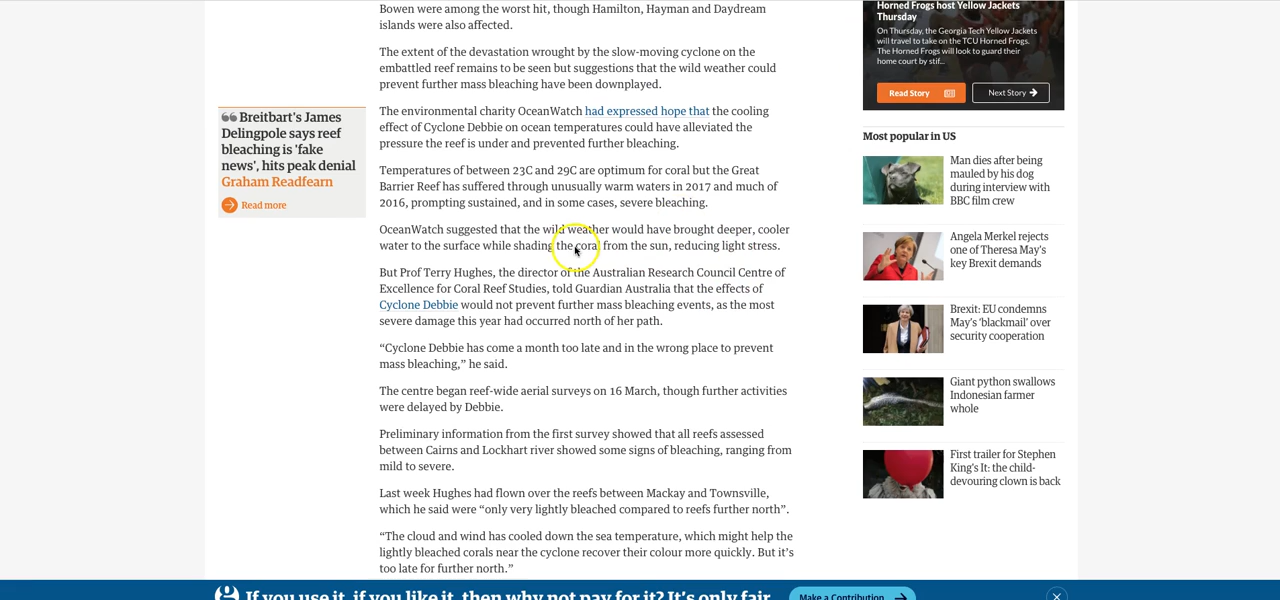 Bowen were among the worst hit, though Hamilton, Hayman and Daydream
islands were also affected.
The extent of the devastation wrought by the slow-moving cyclone on the
embattled reef remains to be seen but suggestions that the wild weather could
prevent further mass bleaching have been downplayed.
The environmental charity OceanWatch had expressed hope that the cooling
effect of Cyclone Debbie on ocean temperatures could have alleviated the
pressure the reef is under and prevented further bleaching.
Temperatures of between 23C and 29C are optimum for coral but the Great
Barrier Reef has suffered through unusually warm waters in 2017 and much of
2016, prompting sustained, and in some cases, severe bleaching.
OceanWatch suggested that the wild weather would have brought deeper, cooler
water to the surface while shading the coral from the sun, reducing light stress.
But Prof Terry Hughes, the director of the Australian Research Council Centre of
Excellence for Coral Reef Studies, told Guardian Australia that the effects of
Cyclone Debbie would not prevent further mass bleaching events, as the most
severe damage this year had occurred north of her path.
“Cyclone Debbie has come a month too late and in the wrong place to prevent
mass bleaching,” he said.
The centre began reef-wide aerial surveys on 16 March, though further activities
were delayed by Debbie.
Preliminary information from the first survey showed that all reefs assessed
between Cairns and Lockhart river showed some signs of bleaching, ranging from
mild to severe.
Last week Hughes had flown over the reefs between Mackay and Townsville,
which he said were “only very lightly bleached compared to reefs further north”.
“The cloud and wind has cooled down the sea temperature, which might help the
lightly bleached corals near the cyclone recover their colour more quickly. But it’s
too late for further north.”
Breitbart's James
Delingpole says reef
bleaching is 'fake
news', hits peak denial
Graham Readfearn
Read more
Horned Frogs host Yellow Jackets
Thursday
On Thursday, the Georgia Tech Yellow Jackets
will travel to take on the TCU Horned Frogs.
The Horned Frogs will look to guard their
home court by stif...
Read Story
Next Story
Most popular in US
Man dies after being
mauled by his dog
during interview with
BBC film crew
Angela Merkel rejects
one of Theresa May's
key Brexit demands
Brexit: EU condemns
May's 'blackmail' over
security cooperation
Giant python swallows
Indonesian farmer
whole
First trailer for Stephen
King's It: the child-
devouring clown is back
If you use it, if you like it, then why not pay for it? It's only fair
Make a Contribution